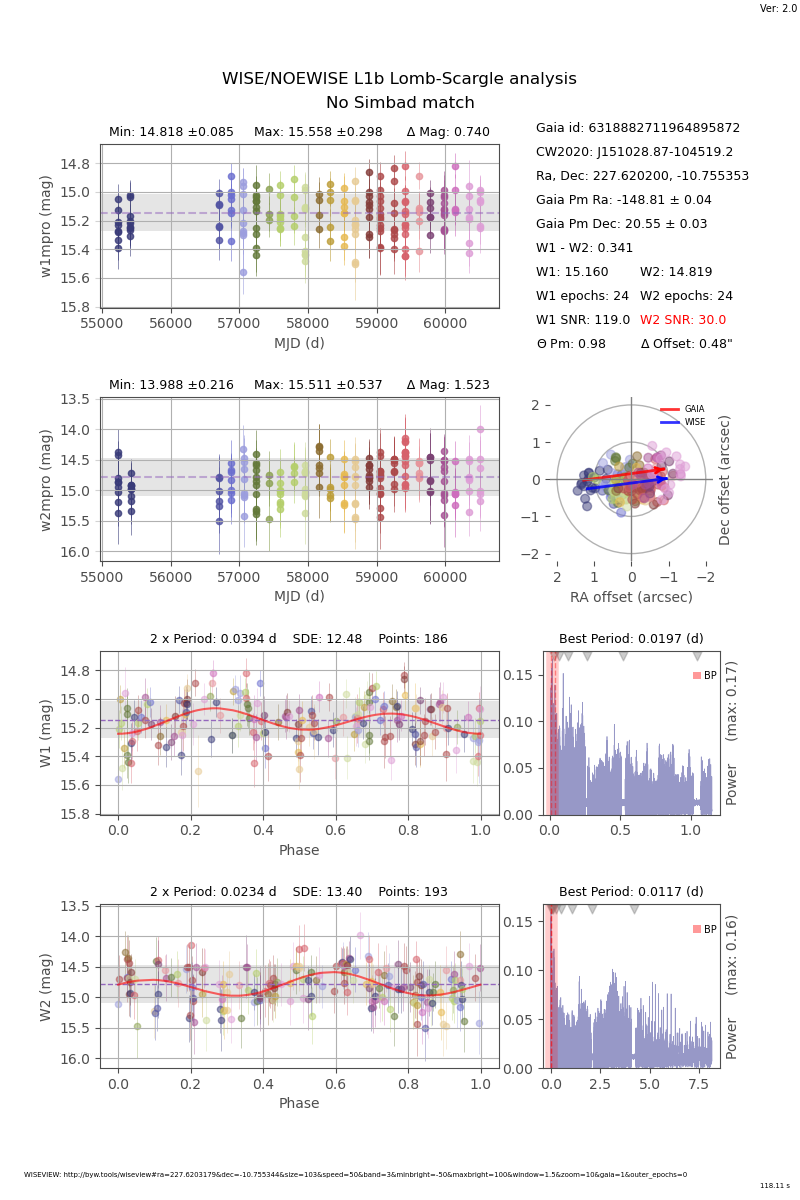 Ver: 2.0
WISE/NOEWISE L1b Lomb-Scargle analysis
No Simbad match
Min: 14.818 ±0.085 Max: 15.558 ±0.298 Δ Mag: 0.740
w1mpro (mag)
14.8
15.0
15.2
15.4
15.6
15.8
55000 56000 57000 58000 59000 60000
MJD (d)
Gaia id: 6318882711964895872
CW2020: J151028.87-104519.2
Ra, Dec: 227.620200, -10.755353
Gaia Pm Ra: -148.81 ± 0.04
Gaia Pm Dec: 20.55 ± 0.03
W1 - W2: 0.341
W1: 15.160 W2: 14.819
W1 epochs: 24 W2 epochs: 24
W1 SNR: 119.0 W2 SNR: 30.0
Θ Pm: 0.98 Δ Offset: 0.48"
Min: 13.988 ±0.216 Max: 15.511 ±0.537 Δ Mag: 1.523
w2mpro (mag)
13.5
14.0
14.5
15.0
15.5
16.0
55000 56000 57000 58000 59000 60000
MJD (d)
GAIA
WISE
2
1
0
−1
−2
2 1 0 −1 −2
RA offset (arcsec)
Dec offset (arcsec)
2 x Period: 0.0394 d SDE: 12.48 Points: 186
W1 (mag)
14.8
15.0
15.2
15.4
15.6
15.8
0.0 0.2 0.4 0.6 0.8 1.0
Phase
Best Period: 0.0197 (d)
BP
0.15
0.10
0.05
0.00
0.0 0.5 1.0
Power (max: 0.17)
2 x Period: 0.0234 d SDE: 13.40 Points: 193
W2 (mag)
13.5
14.0
14.5
15.0
15.5
16.0
0.0 0.2 0.4 0.6 0.8 1.0
Phase
Best Period: 0.0117 (d)
BP
0.15
0.10
0.05
0.00
0.0 2.5 5.0 7.5
Power (max: 0.16)
WISEVIEW: http://byw.tools/wiseview#ra=227.6203179&dec=-10.755344&size=103&speed=50&band=3&minbright=-50&maxbright=100&window=1.5&zoom=10&gaia=1&outer_epochs=0
118.11 s